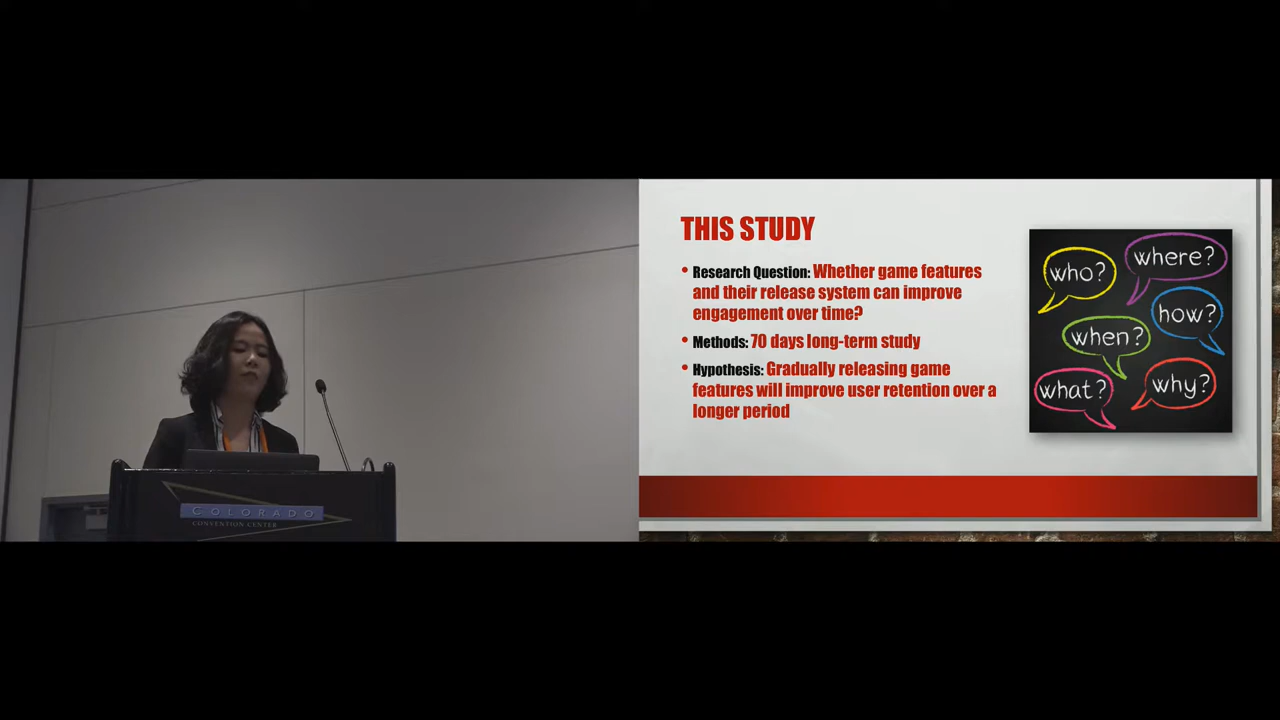 THIS STUDY
• Research Question: Whether game features
and their release system can improve
engagement over time?
• Methods: 70 days long-term study
• Hypothesis: Gradually releasing game
features will improve user retention over a
longer period
who?
where?
how?
when?
what?
why?
COLORADO
CONVENTION CENTER